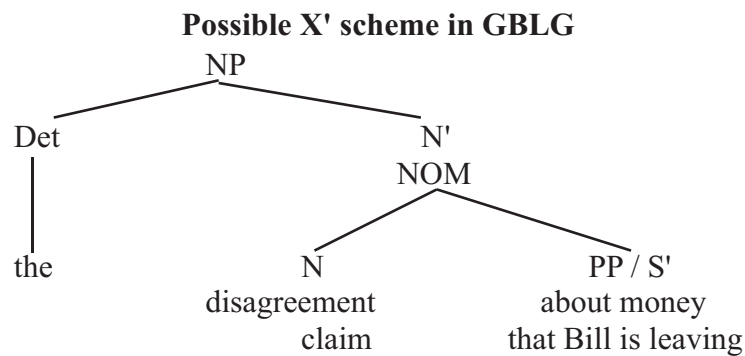 Possible X' scheme in GBLG
NP
Det N'
NOM
the N PP / S'
disagreement about money
claim that Bill is leaving